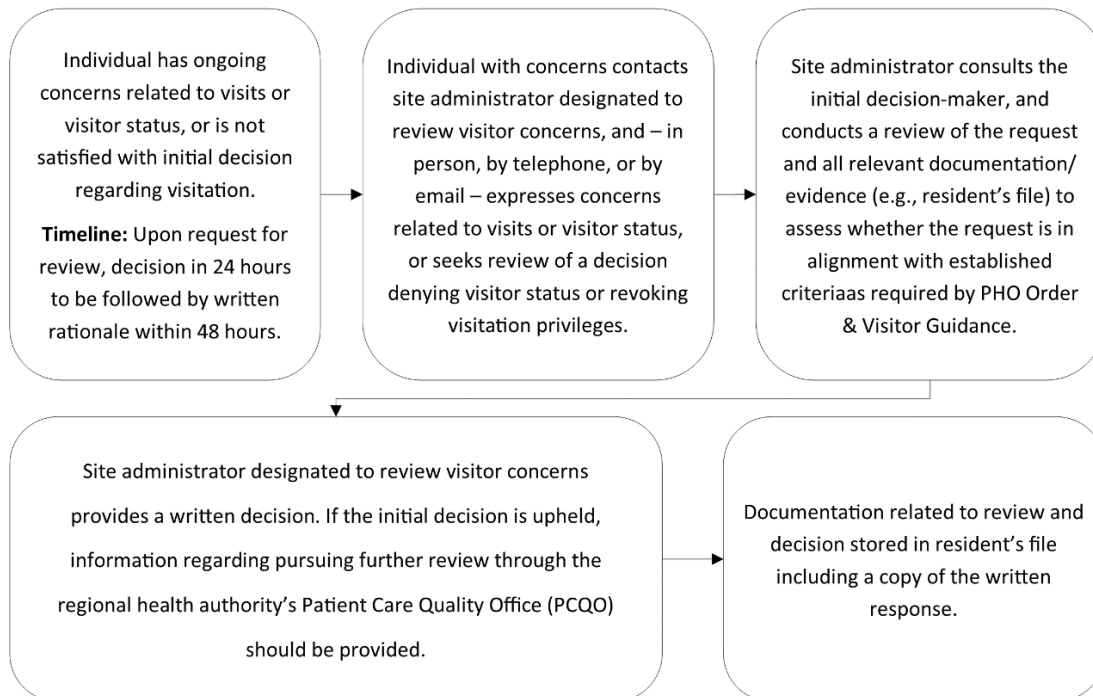 Individual has ongoing
concerns related to visits or
visitor status, or is not
satisfied with initial decision
regarding visitation.
Timeline: Upon request for
review, decision in 24 hours
to be followed by written
rationale within 48 hours.
Individual with concerns contacts
site administrator designated to
review visitor concerns, and – in
person, by telephone, or by
email – expresses concerns
related to visits or visitor status,
or seeks review of a decision
denying visitor status or revoking
visitation privileges.
Site administrator consults the
initial decision-maker, and
conducts a review of the request
and all relevant documentation/
evidence (e.g., resident's file) to
assess whether the request is in
alignment with established
criteriaas required by PHO Order
& Visitor Guidance.
Site administrator designated to review visitor concerns
provides a written decision. If the initial decision is upheld,
information regarding pursuing further review through the
regional health authority's Patient Care Quality Office (PCQO)
should be provided.
Documentation related to review and
decision stored in resident's file
including a copy of the written
response.